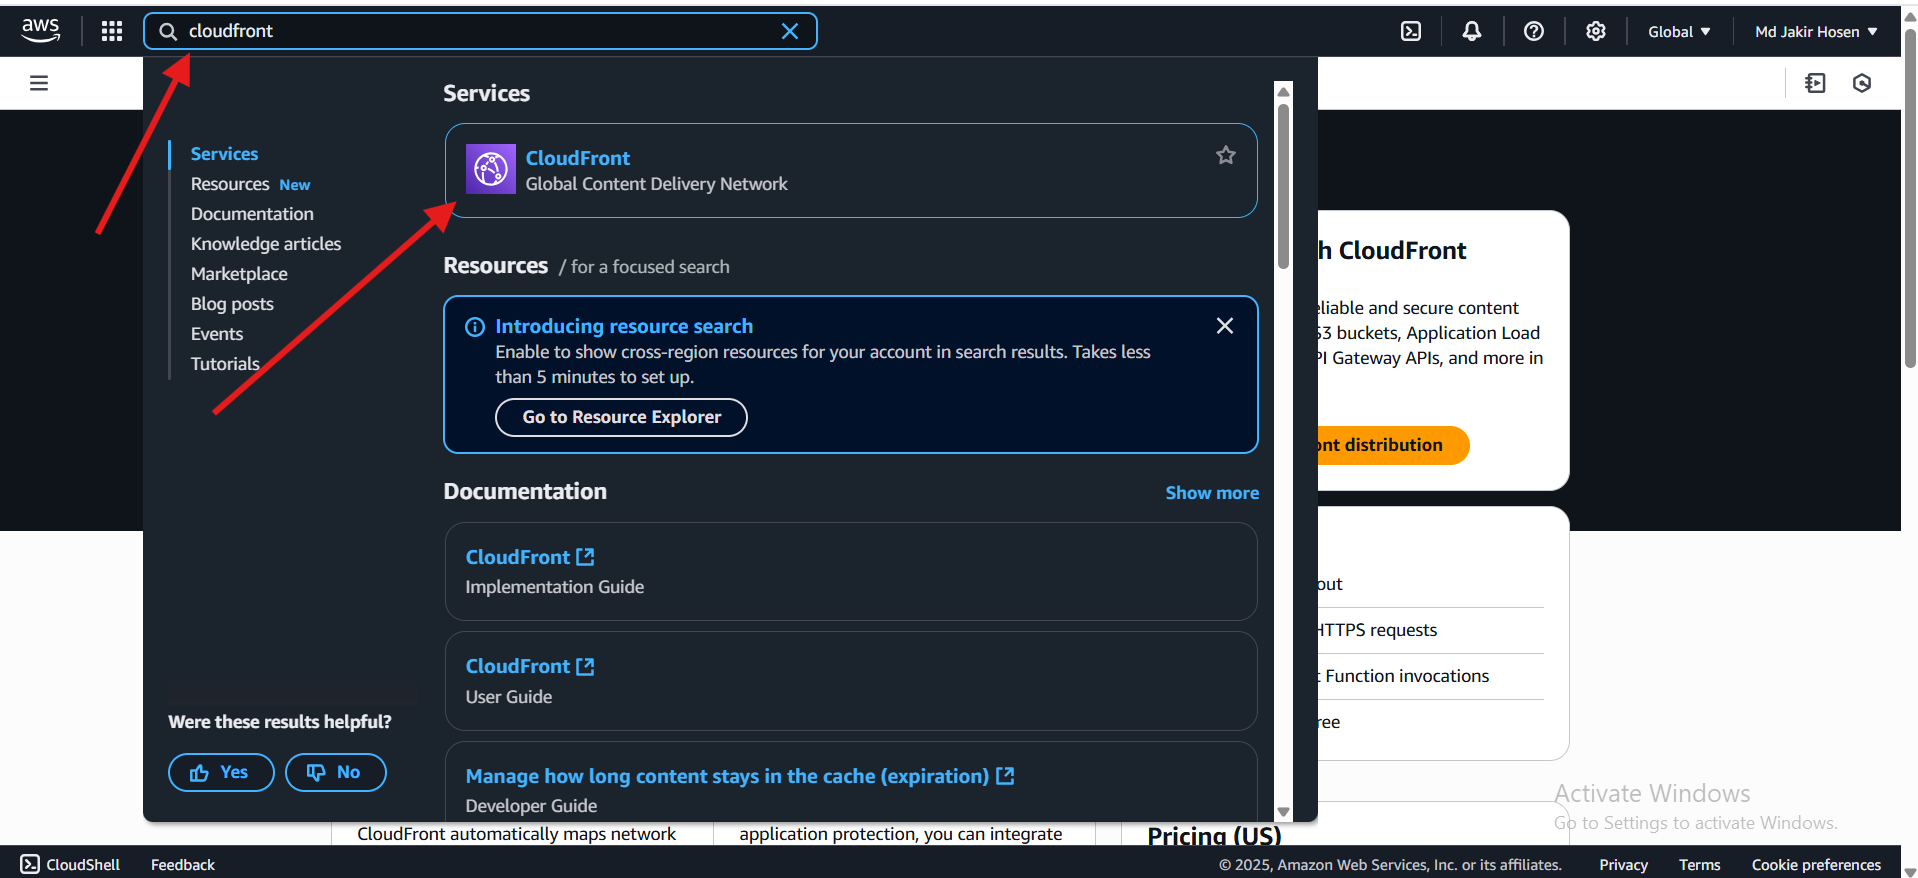 aws
cloudfront
Global
Md Jakir Hosen
Services
Resources New
Documentation
Knowledge articles
Marketplace
Blog posts
Events
Tutorials
Were these results helpful?
Yes
No
Services
CloudFront
Global Content Delivery Network
Resources / for a focused search
Introducing resource search
Enable to show cross-region resources for your account in search results. Takes less
than 5 minutes to set up.
Go to Resource Explorer
Documentation
Show more
CloudFront
Implementation Guide
CloudFront
User Guide
Manage how long content stays in the cache (expiration)
Developer Guide
h CloudFront
eliable and secure content
S3 buckets, Application Load
PI Gateway APIs, and more in
ont distribution
out
HTTPS requests
t Function invocations
ree
CloudFront automatically maps network
application protection, you can integrate
Pricing (US)
Activate Windows
Go to Settings to activate Windows.
CloudShell
Feedback
© 2025, Amazon Web Services, Inc. or its affiliates.
Privacy
Terms
Cookie preferences